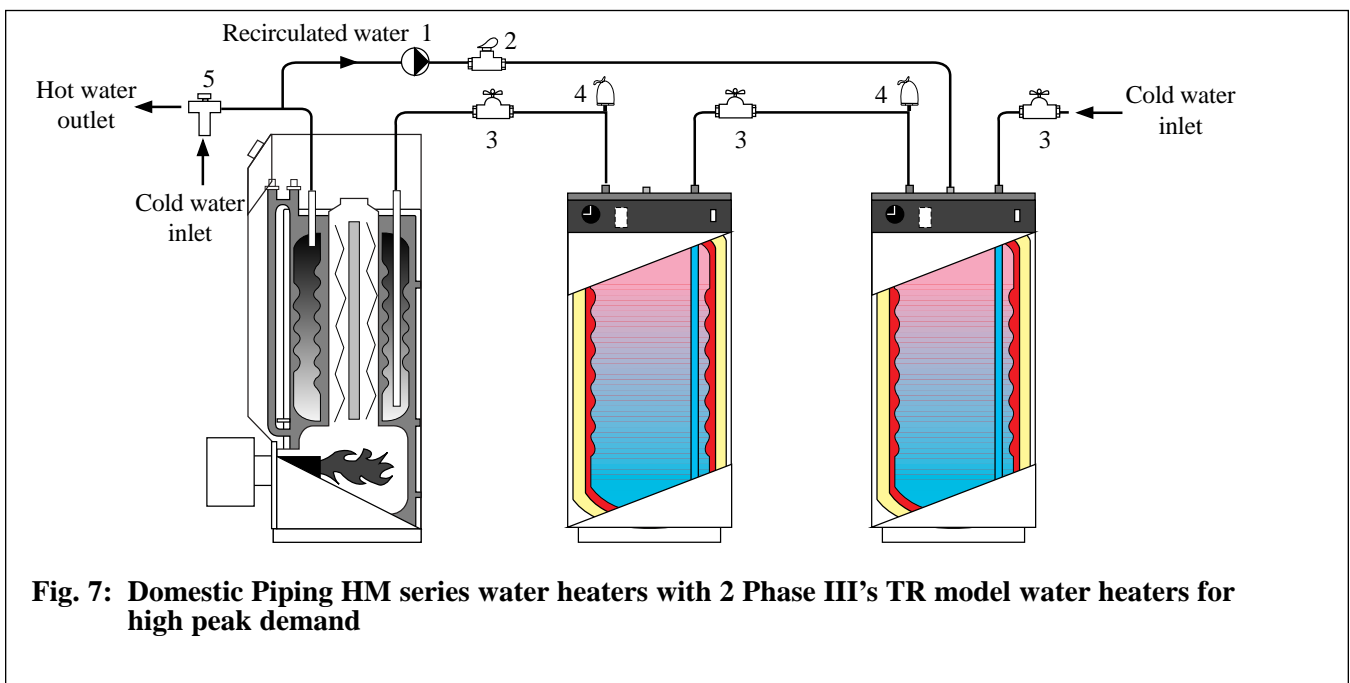 Recirculated water 1
2
Hot water
outlet
5
4
4
Cold water
inlet
3
3
3
Cold water
inlet
Fig. 7: Domestic Piping HM series water heaters with 2 Phase III's TR model water heaters for
high peak demand